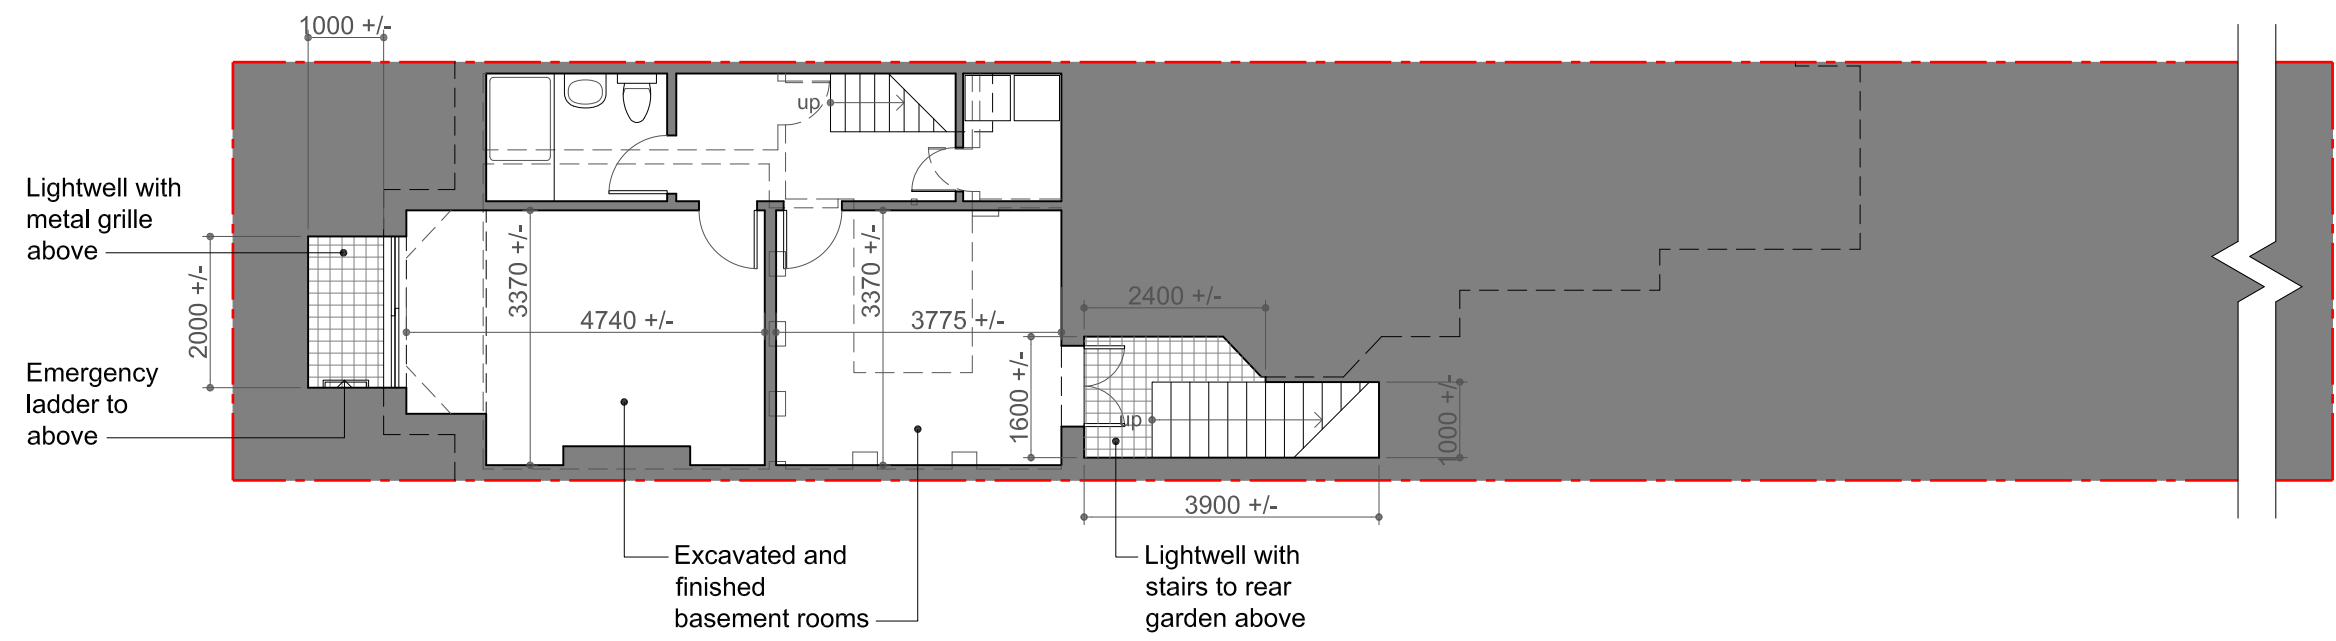 1000 +/-
up
Lightwell with
metal grille
above
2000 +/-
3370 +/-
3370 +/-
4740 +/-
3775 +/-
2400 +/-
Emergency
ladder to
above
1600 +/-
up
1000 +/-
3900 +/-
Excavated and
finished
basement rooms
Lightwell with
stairs to rear
garden above